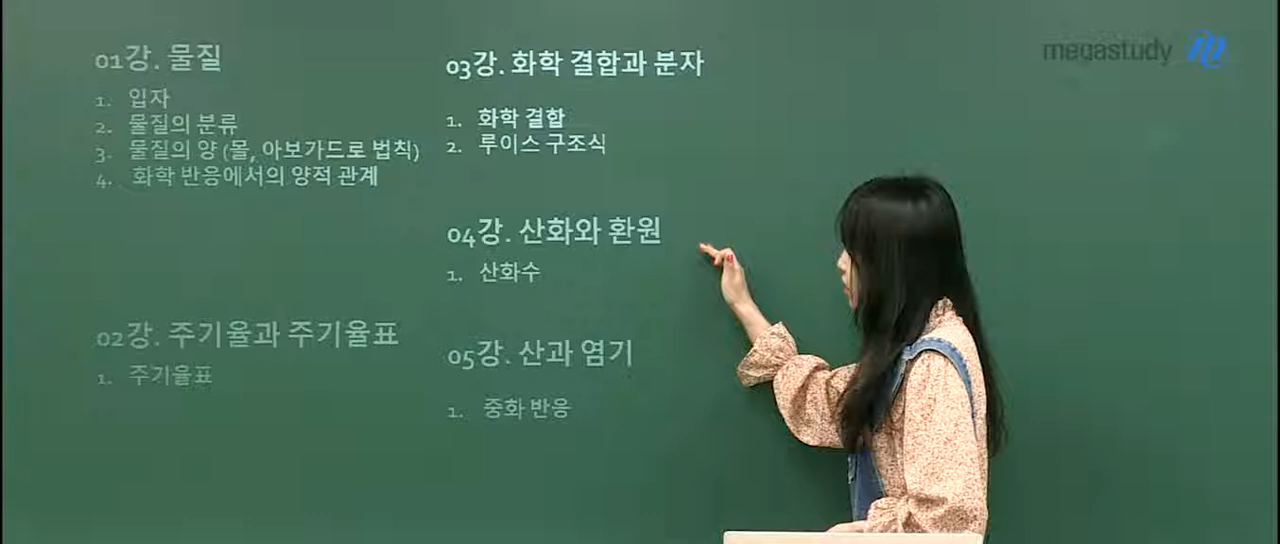 01강. 물질
1. 입자
2. 물질의 분류
3. 물질의 양 (몰, 아보가드로 법칙)
4. 화학 반응에서의 양적 관계
02강. 주기율과 주기율표
1. 주기율표
03강. 화학 결합과 분자
1. 화학 결합
2. 루이스 구조식
04강. 산화와 환원
1. 산화수
05강. 산과 염기
1. 중화 반응
megastudy